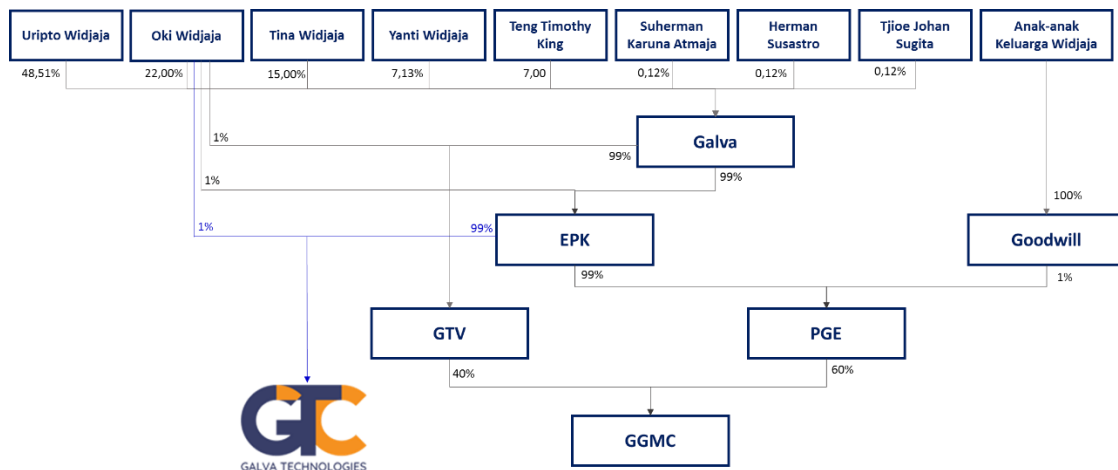 Uripto Widjaja
Oki Widjaja
Tina Widjaja
Yanti Widjaja
Teng Timothy
King
Suherman
Karuna Atmaja
Herman
Susastro
Tjioe Johan
Sugita
Anak-anak
Keluarga Widjaja
48,51%
22,00%
15,00%
7,13%
7,00
0,12%
0,12%
0,12%
1%
Galva
99%
99%
1%
100%
1%
99%
EPK
Goodwill
99%
1%
GTV
PGE
40%
60%
GTC
GALVA TECHNOLOGIES
GGMC